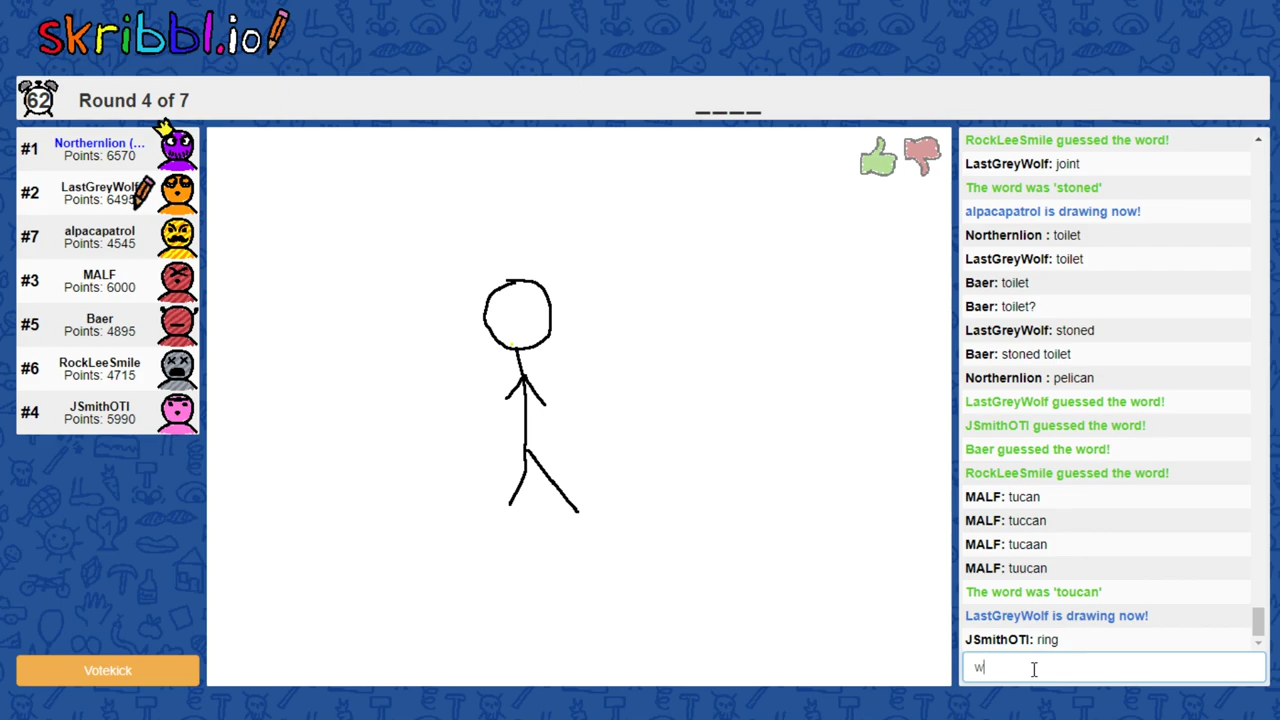 skribbl.io
62
Round 4 of 7
____
#1
Northernlion (...
Points: 6570
#2
LastGreyWolf
Points: 6495
#7
alpacapatrol
Points: 4545
#3
MALF
Points: 6000
#5
Baer
Points: 4895
#6
RockLeeSmile
Points: 4715
#4
JSmithOTI
Points: 5990
Votekick
RockLeeSmile guessed the word!
LastGreyWolf: joint
The word was 'stoned'
alpacapatrol is drawing now!
Northernlion : toilet
LastGreyWolf: toilet
Baer: toilet
Baer: toilet?
LastGreyWolf: stoned
Baer: stoned toilet
Northernlion : pelican
LastGreyWolf guessed the word!
JSmithOTI guessed the word!
Baer guessed the word!
RockLeeSmile guessed the word!
MALF: tucan
MALF: tuccan
MALF: tucaan
MALF: tuucan
The word was 'toucan'
LastGreyWolf is drawing now!
JSmithOTI: ring
w